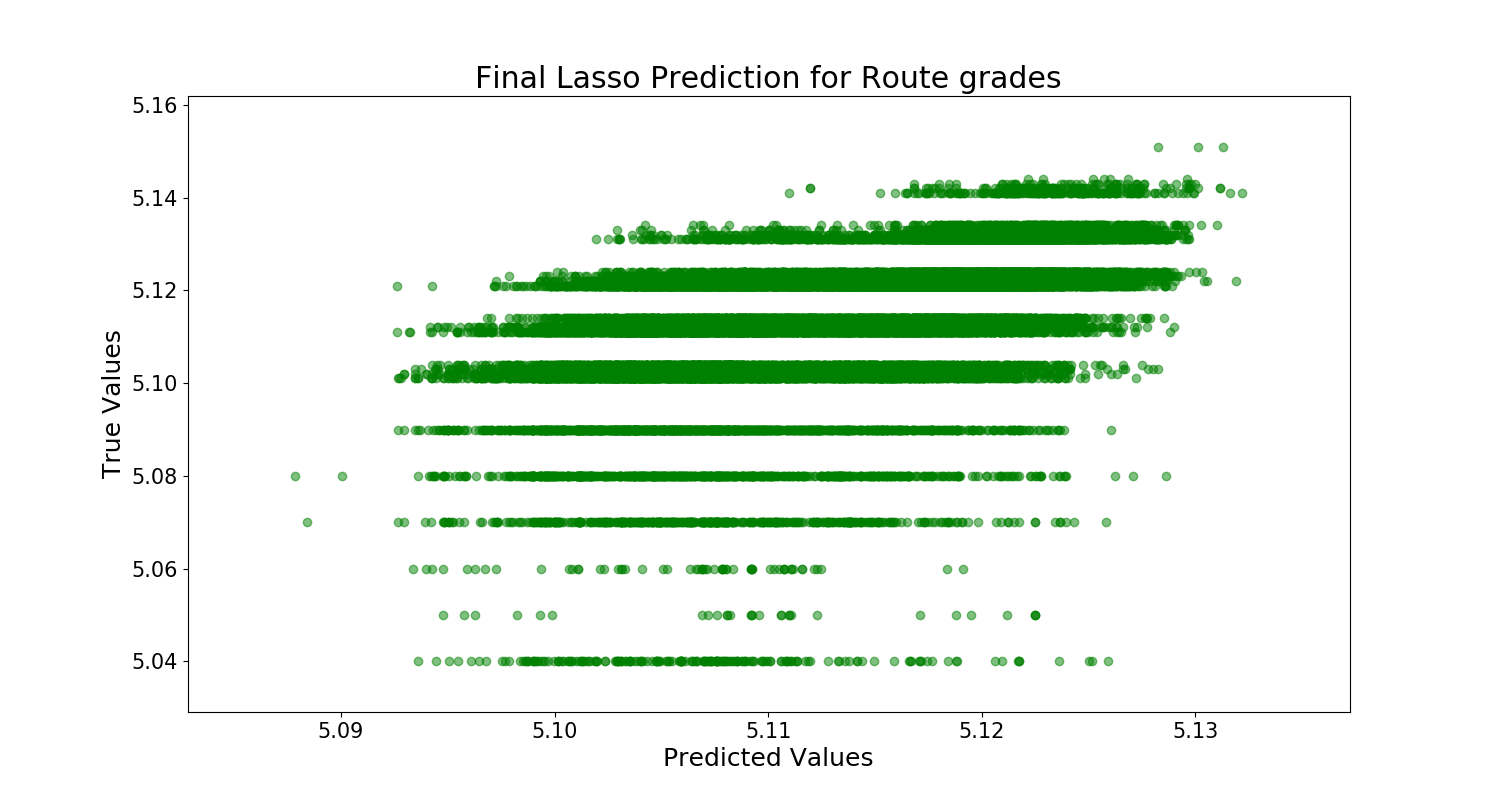 Final Lasso Prediction for Route grades
5.16
5.14
5.12
5.10
5.08
5.06
5.04
True Values
5.09 5.10 5.11 5.12 5.13
Predicted Values